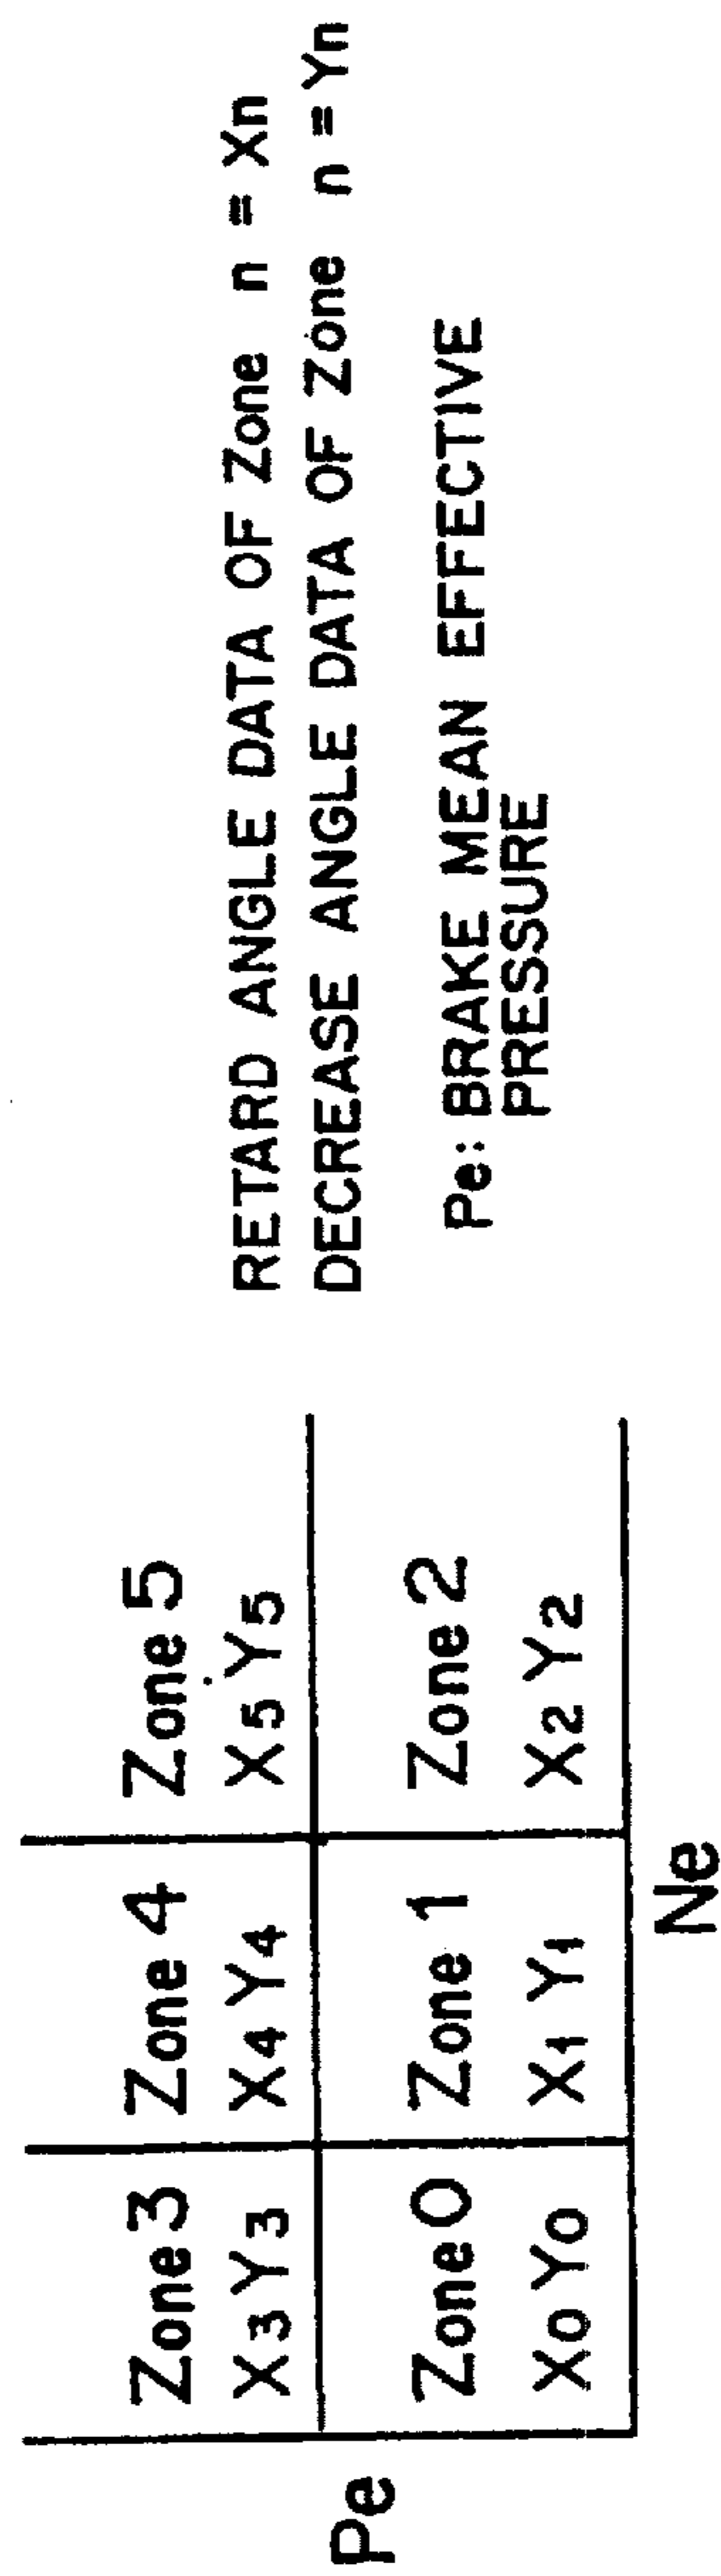 Zone 3 Zone 4 Zone 5
X3 Y3 X4 Y4 X5 Y5
Pe
Zone 0 Zone 1 Zone 2
X0 Y0 X1 Y1 X2 Y2
Ne
RETARD ANGLE DATA OF Zone n = Xn
DECREASE ANGLE DATA OF Zone n = Yn
Pe: BRAKE MEAN EFFECTIVE
PRESSURE